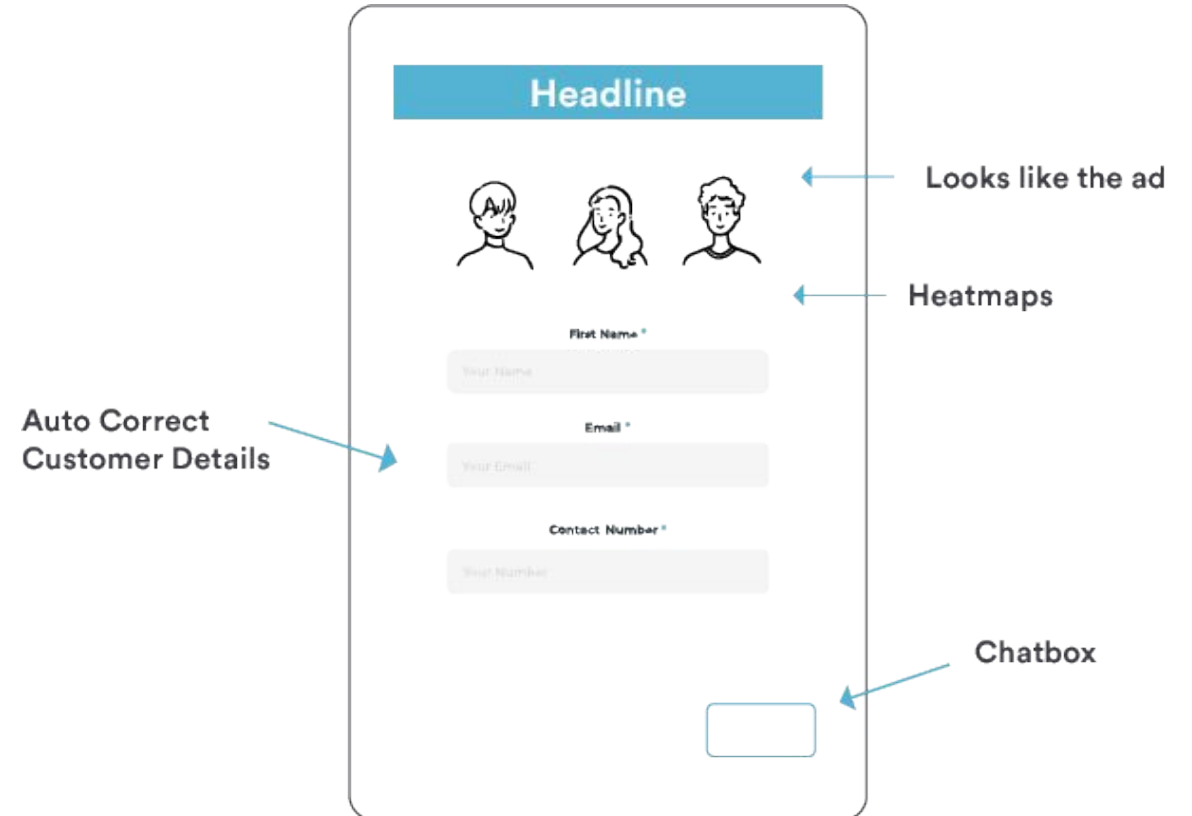 Headline
Looks like the ad
Heatmaps
First Name *
Your Name
Auto Correct
Customer Details
Email *
Your Email
Contact Number *
Your Number
Chatbox